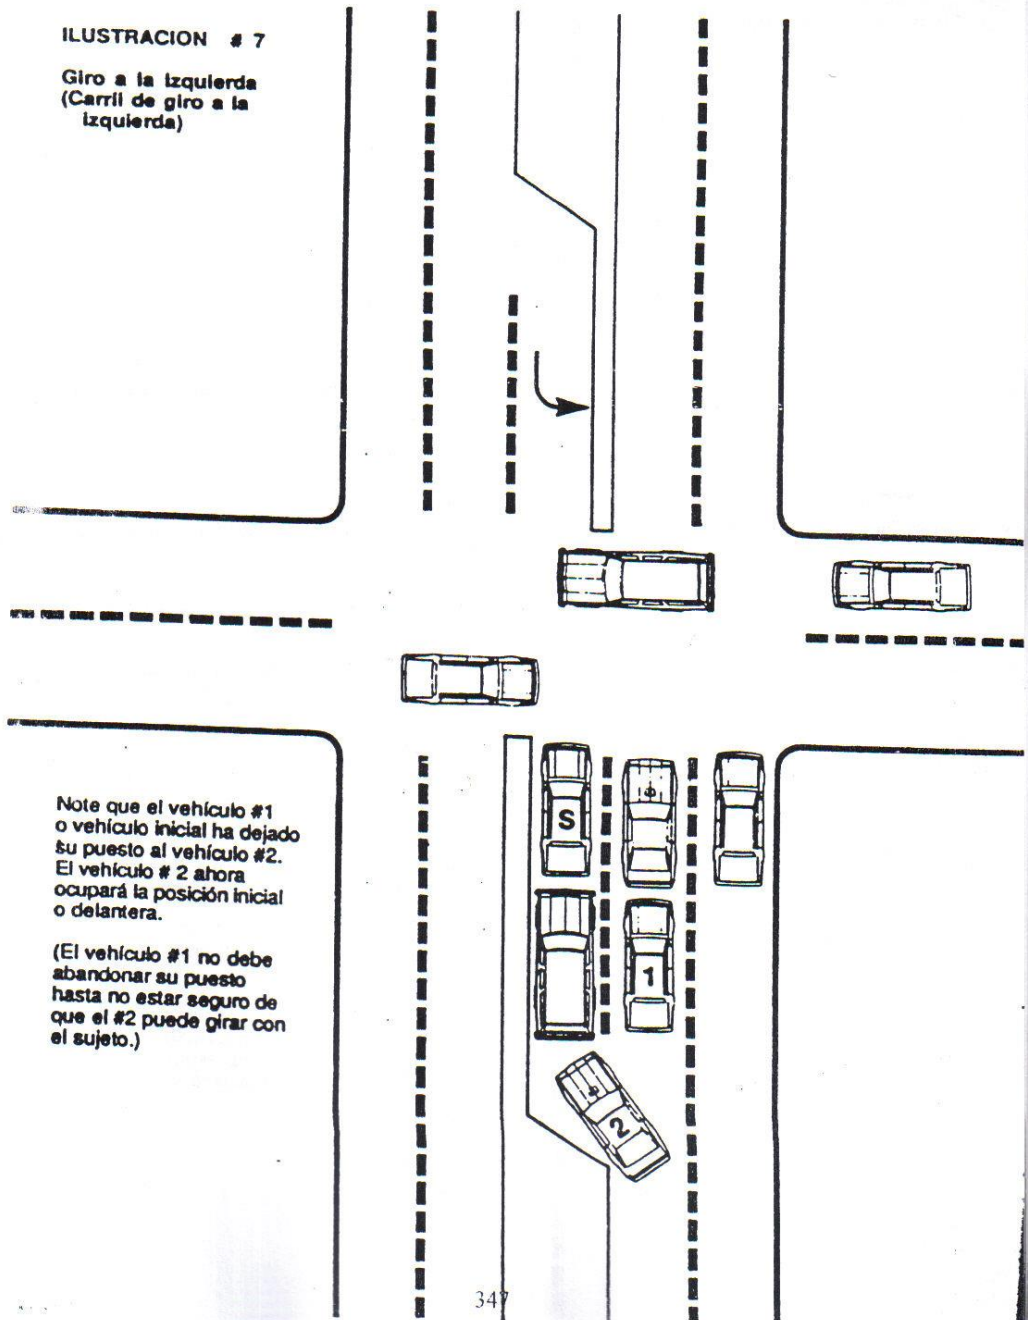 ILUSTRACION # 7
Giro a la izquierda
(Carril de giro a la
izquierda)
S
1
2
Note que el vehículo #1
o vehículo inicial ha dejado
su puesto al vehículo #2.
El vehículo # 2 ahora
ocupará la posición inicial
o delantera.
(El vehículo #1 no debe
abandonar su puesto
hasta no estar seguro de
que el #2 puede girar con
el sujeto.)
347